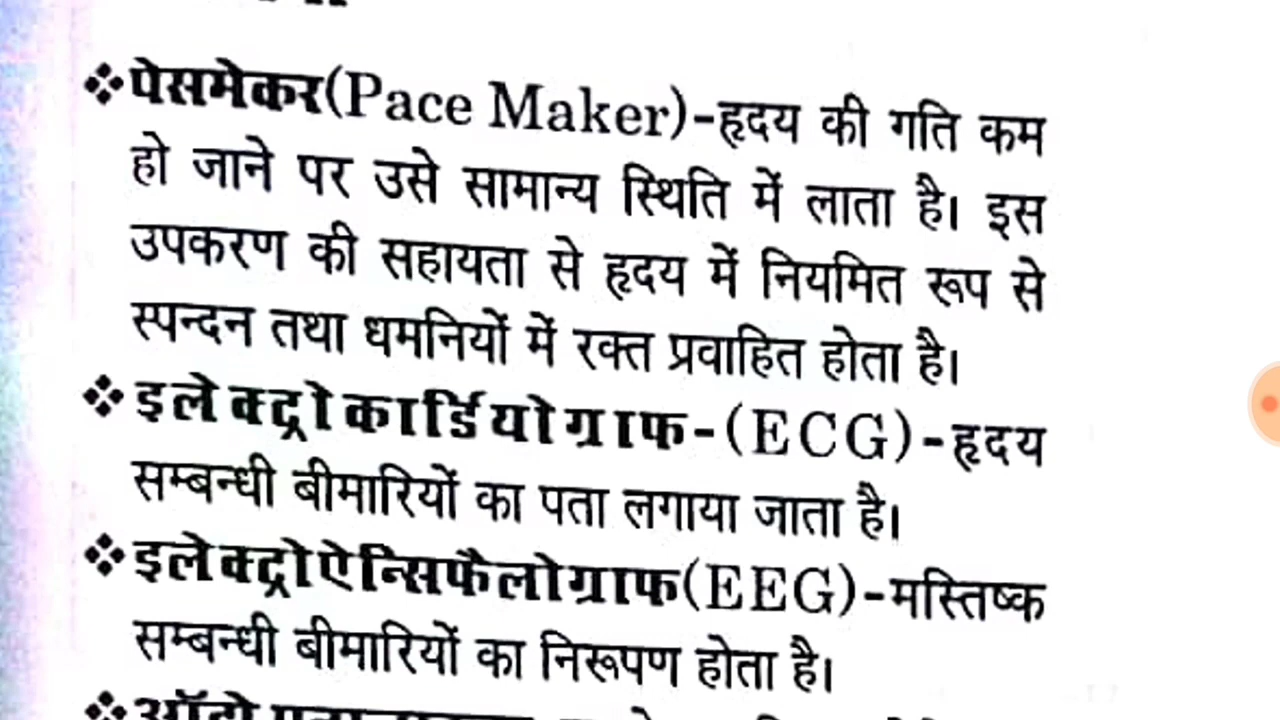 ❖पेसमेकर(Pace Maker)-हृदय की गति कम
हो जाने पर उसे सामान्य स्थिति में लाता है। इस
उपकरण की सहायता से हृदय में नियमित रूप से
स्पन्दन तथा धमनियों में रक्त प्रवाहित होता है।
❖इलेक्ट्रोकार्डियोग्राफ-(ECG)-हृदय
सम्बन्धी बीमारियों का पता लगाया जाता है।
❖इलेक्ट्रोऐन्सिफैलोग्राफ(EEG)-मस्तिष्क
सम्बन्धी बीमारियों का निरूपण होता है।